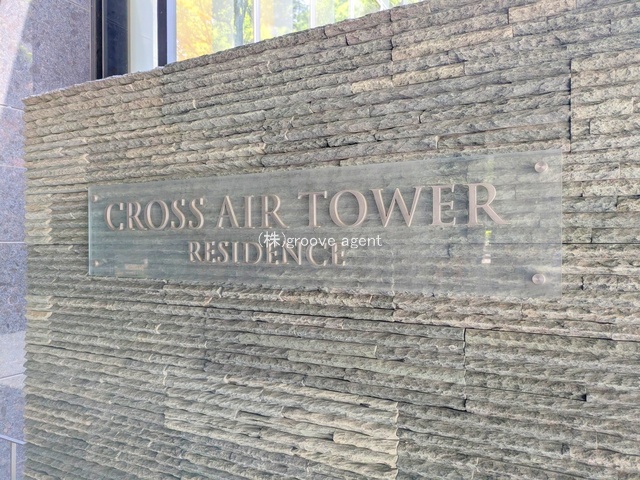 CROSS AIR TOWER
RESIDENCE
(株)groove agent